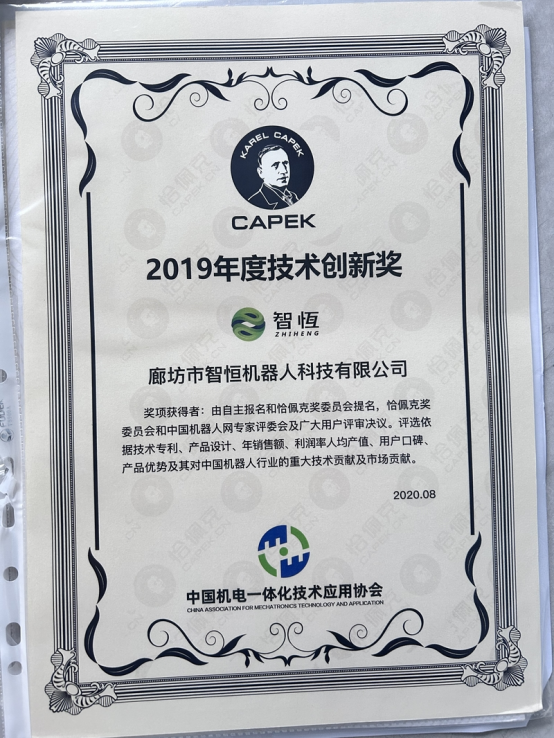 KAREL CAPEK
CAPEK
2019年度技术创新奖
智恆
ZHIHENG
廊坊市智恒机器人科技有限公司
奖项获得者：由自主报名和恰佩克奖委员会提名，恰佩克奖
委员会和中国机器人网专家评委会及广大用户评审决议。评选依
据技术专利、产品设计、年销售额、利润率人均产值、用户口碑、
产品优势及其对中国机器人行业的重大技术贡献及市场贡献。
2020.08
中国机电一体化技术应用协会
CHINA ASSOCIATION FOR MECHATRONICS TECHNOLOGY AND APPLICATION